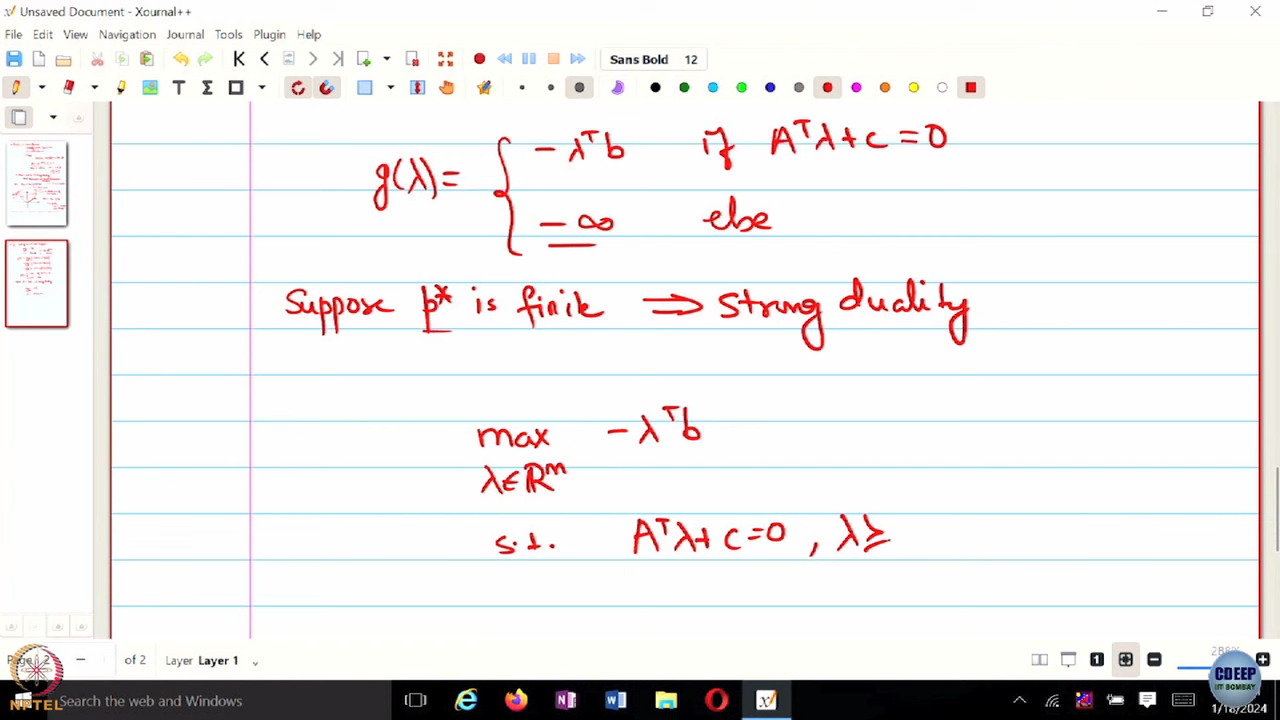 Unsaved Document - Xournal++
File Edit View Navigation Journal Tools Plugin Help
Sans Bold 12
g(λ)= { -λᵀb if Aᵀλ+c=0
-∞ else
Suppose p* is finite ⇒ strong duality
max -λᵀb
λ∈ℝᵐ
s.t. Aᵀλ+c=0, λ≥
Page 2 of 2 Layer Layer 1
288%
NPTEL
Search the web and Windows
CDEEP
IIT BOMBAY
1/18/2024